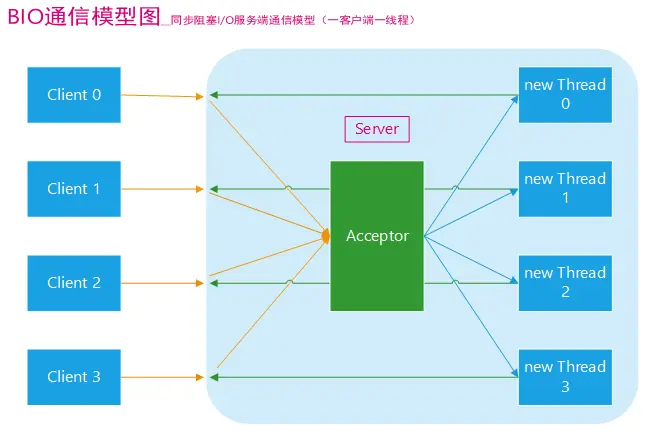 BIO通信模型图__同步阻塞I/O服务端通信模型（一客户端一线程）
Client 0
new Thread
0
Server
Client 1
new Thread
1
Acceptor
Client 2
new Thread
2
Client 3
new Thread
3